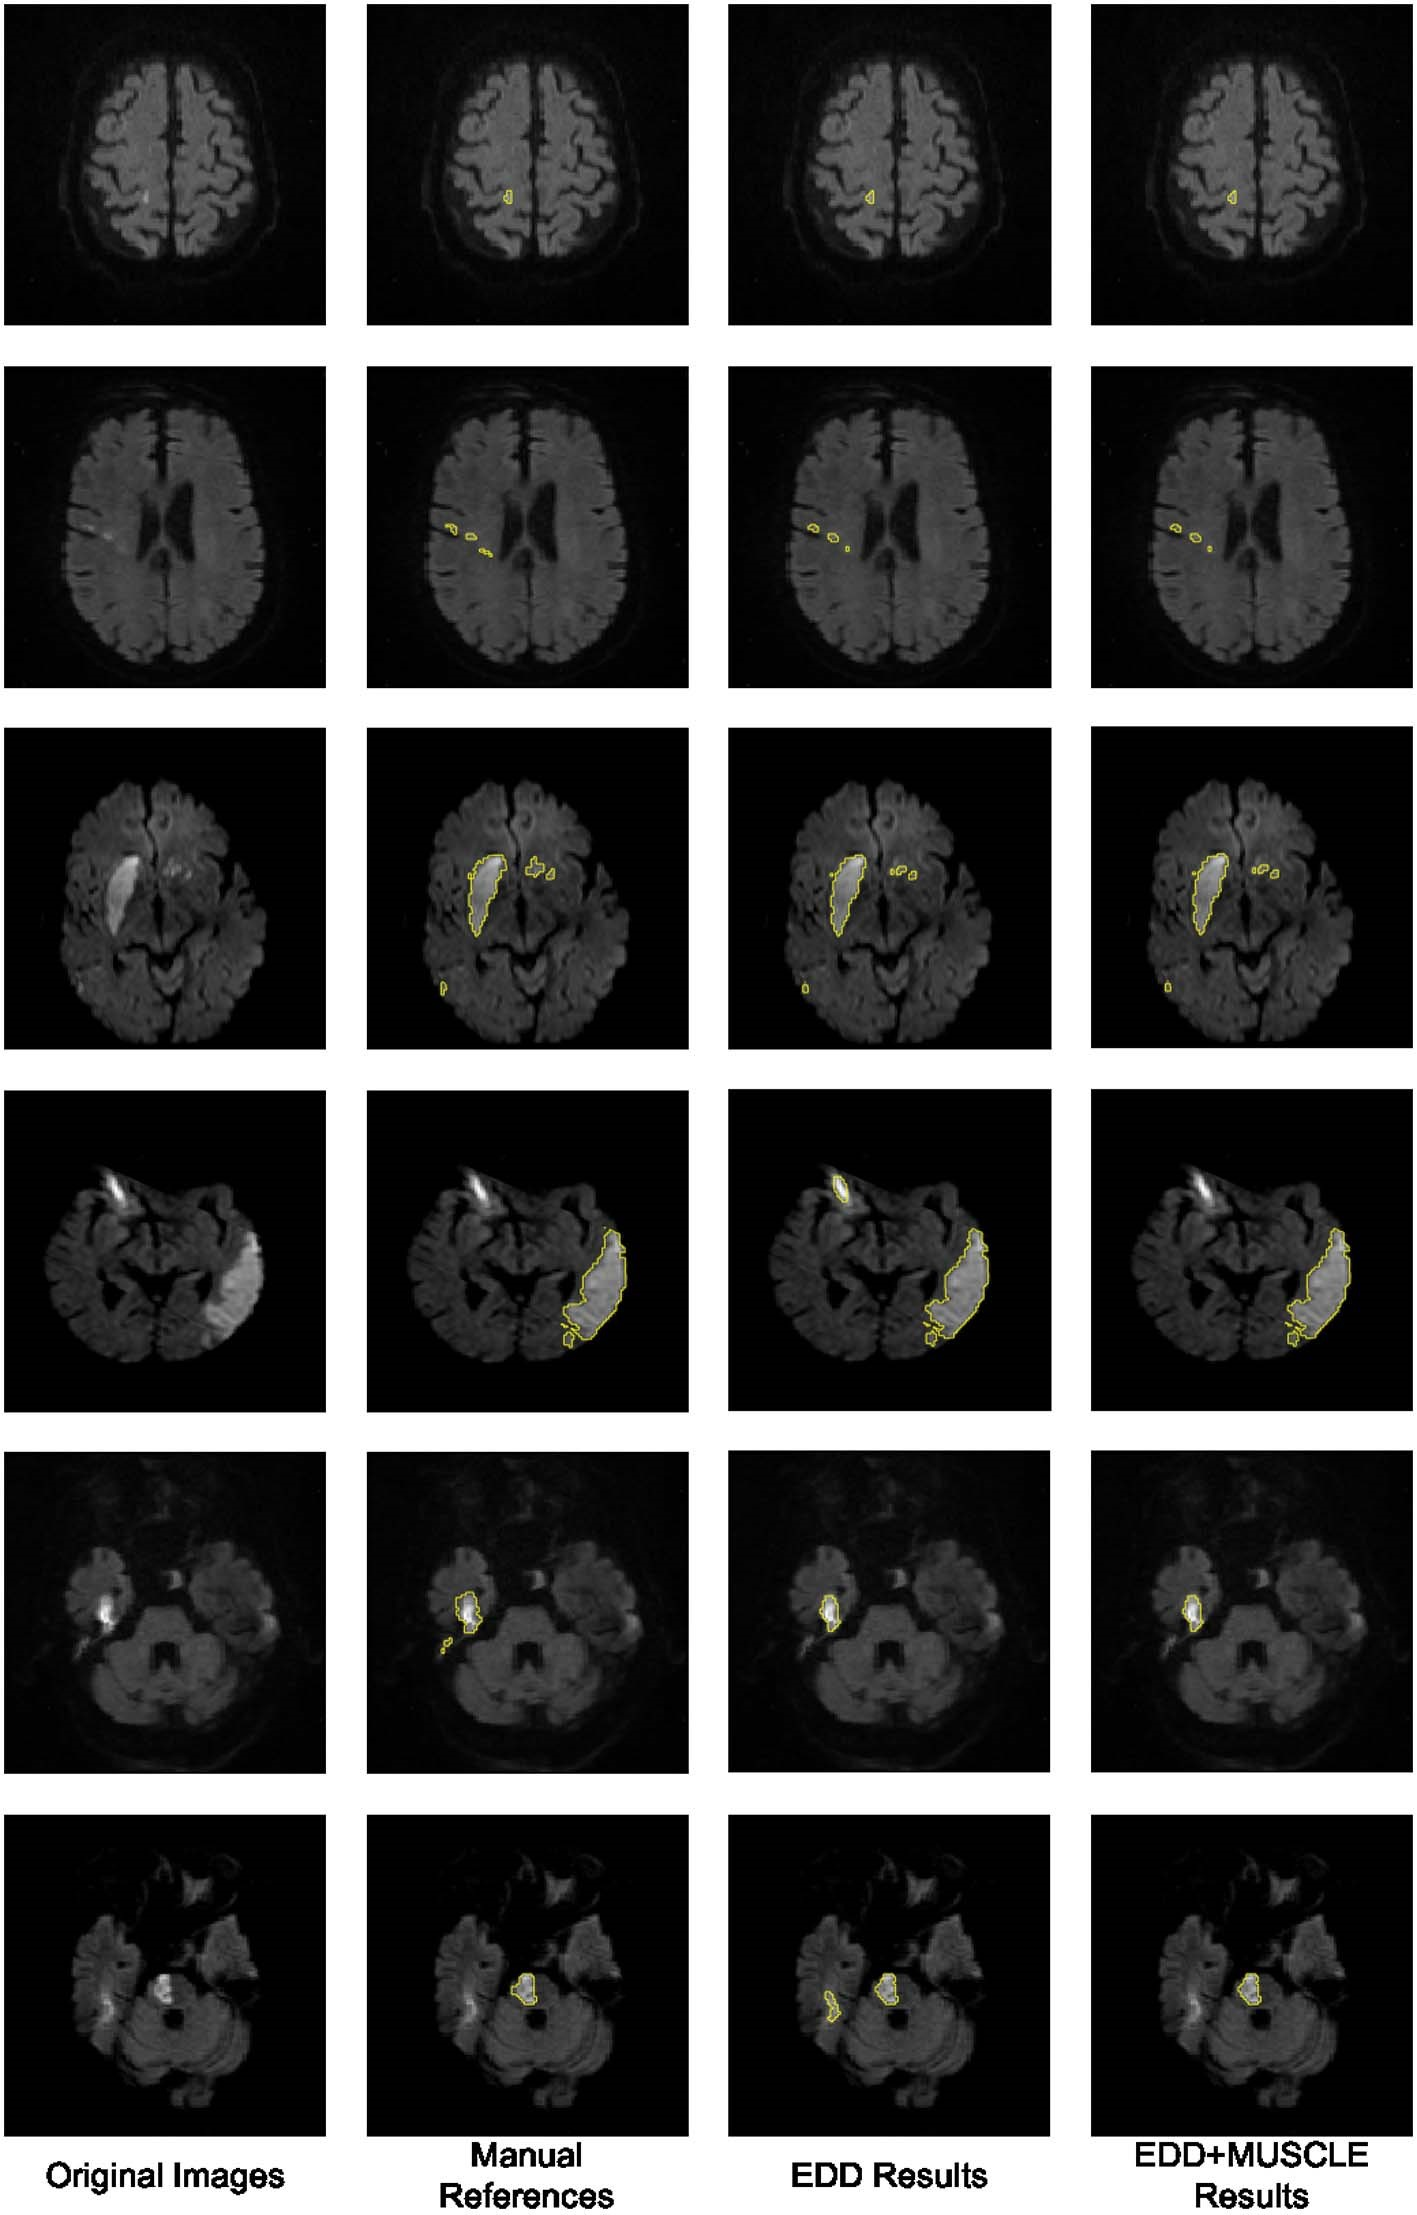 Original Images
Manual
References
EDD Results
EDD+MUSCLE
Results